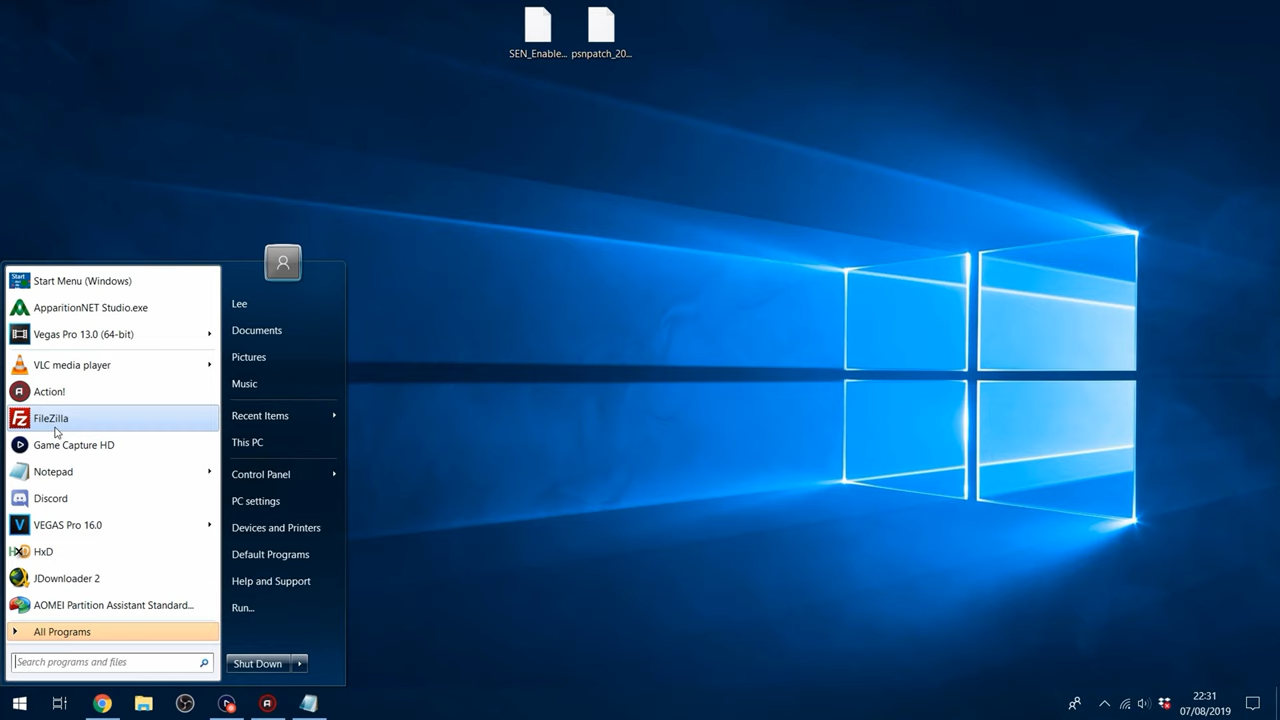 SEN_Enable... psnpatch_20...
Start Menu (Windows)
ApparitionNET Studio.exe
Vegas Pro 13.0 (64-bit)
VLC media player
Action!
FileZilla
Game Capture HD
Notepad
Discord
VEGAS Pro 16.0
HxD
JDownloader 2
AOMEI Partition Assistant Standard...
All Programs
Search programs and files
Lee
Documents
Pictures
Music
Recent Items
This PC
Control Panel
PC settings
Devices and Printers
Default Programs
Help and Support
Run...
Shut Down
22:31
07/08/2019